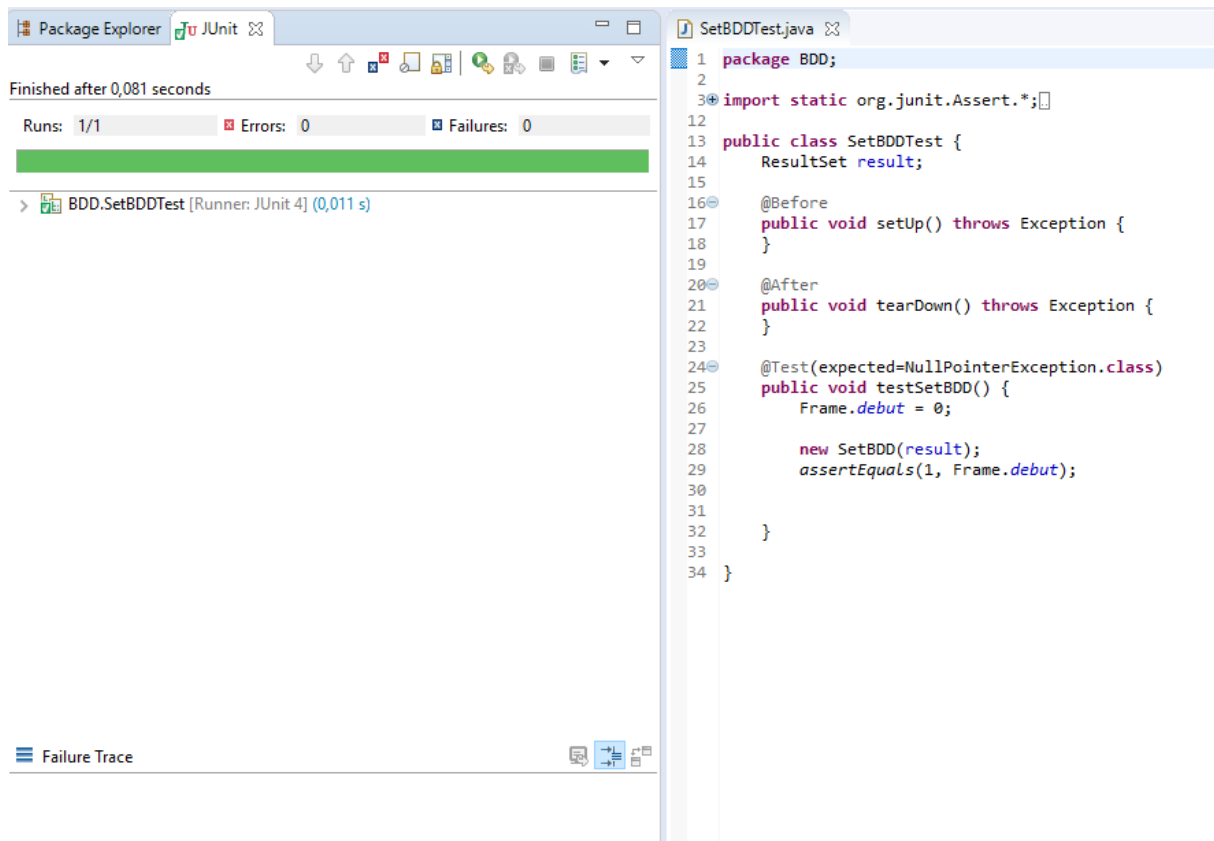 Package Explorer JUnit
Finished after 0,081 seconds
Runs: 1/1 Errors: 0 Failures: 0
BDD.SetBDDTest [Runner: JUnit 4] (0,011 s)
Failure Trace
SetBDDTest.java
1 package BDD;
2
3 import static org.junit.Assert.*;
12
13 public class SetBDDTest {
14 ResultSet result;
15
16 @Before
17 public void setUp() throws Exception {
18 }
19
20 @After
21 public void tearDown() throws Exception {
22 }
23
24 @Test(expected=NullPointerException.class)
25 public void testSetBDD() {
26 Frame.debut = 0;
27
28 new SetBDD(result);
29 assertEquals(1, Frame.debut);
30
31
32 }
33
34 }